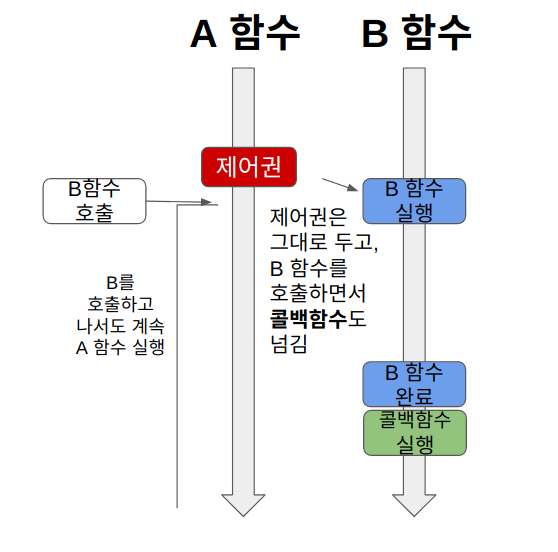 A 함수
B 함수
제어권
B함수
호출
B 함수
실행
제어권은
그대로 두고,
B 함수를
호출하면서
콜백함수도
넘김
B를
호출하고
나서도 계속
A 함수 실행
B 함수
완료
콜백함수
실행